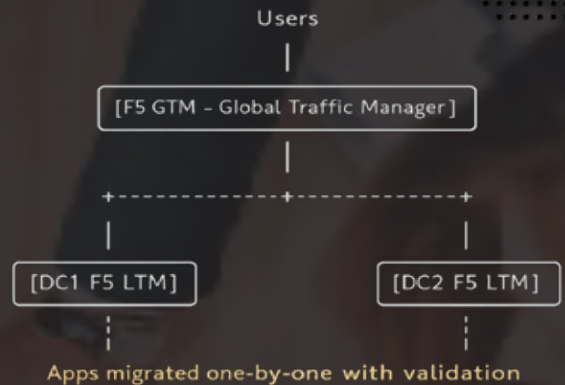 Users
[F5 GTM – Global Traffic Manager]
[DC1 F5 LTM]
[DC2 F5 LTM]
Apps migrated one-by-one with validation